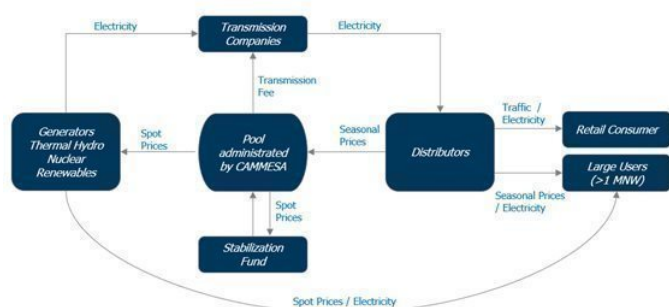 Electricity
Transmission
Companies
Electricity
Transmission
Fee
Generators
Thermal Hydro
Nuclear
Renewables
Spot
Prices
Pool
administrated
by CAMMESA
Seasonal
Prices
Distributors
Traffic /
Electricity
Retail Consumer
Large Users
(>1 MNW)
Seasonal Prices
/ Electricity
Spot
Prices
Stabilization
Fund
Spot Prices / Electricity